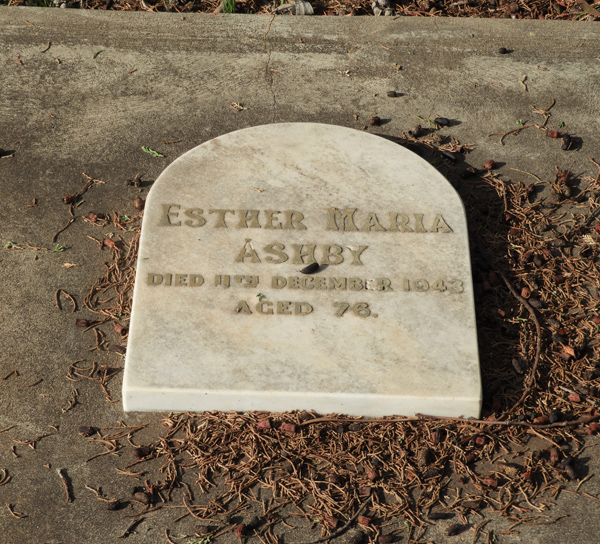 ESTHER MARIA
ASHBY
DIED 11TH DECEMBER 1943
AGED 76.